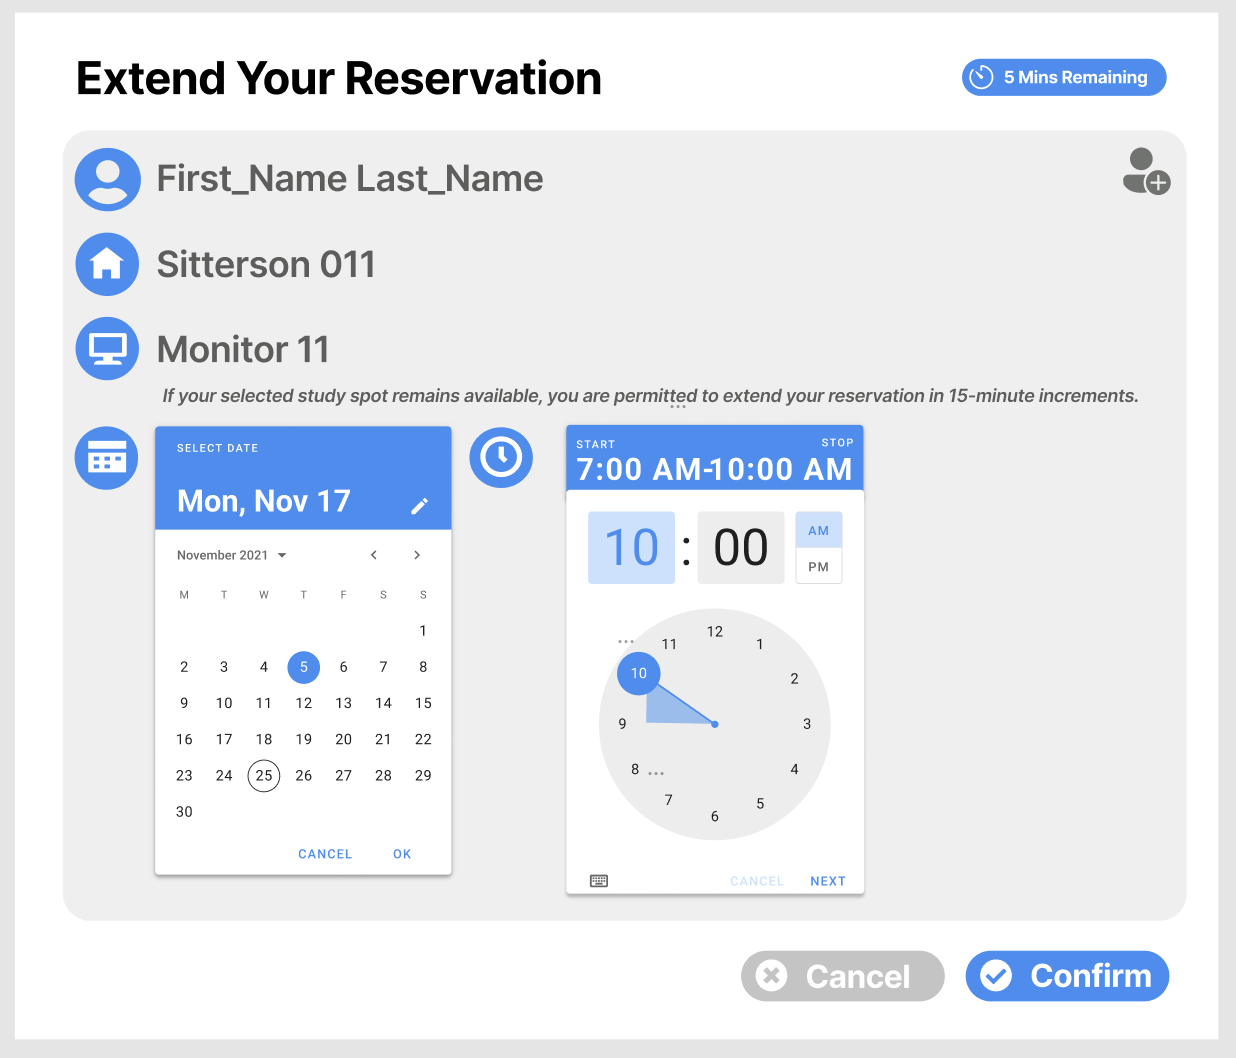 Extend Your Reservation
5 Mins Remaining
First_Name Last_Name
Sitterson 011
Monitor 11
If your selected study spot remains available, you are permitted to extend your reservation in 15-minute increments.
...
SELECT DATE
Mon, Nov 17
November 2021
M T W T F S S
1
2 3 4 5 6 7 8
9 10 11 12 13 14 15
16 17 18 19 20 21 22
23 24 25 26 27 28 29
30
CANCEL OK
START STOP
7:00 AM-10:00 AM
10 : 00
AM
PM
12
... 11 1
10 2
9 3
8 ... 4
7 5
6
CANCEL NEXT
Cancel Confirm